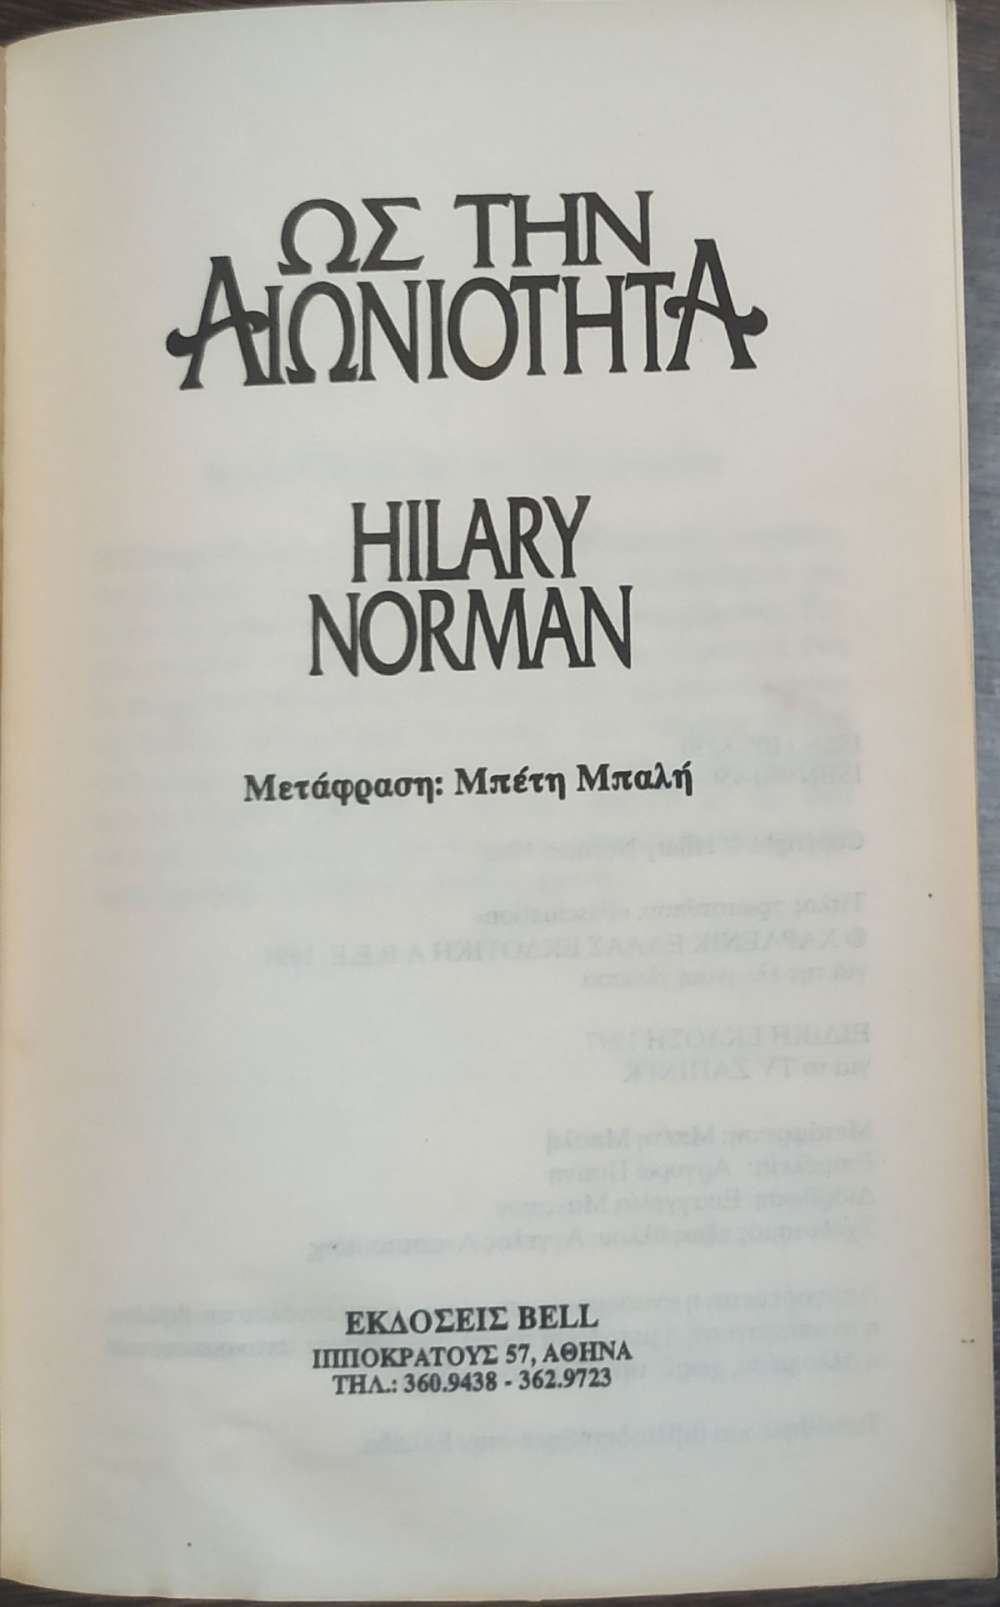 ΩΣ ΤΗΝ
ΑΙΩΝΙΟΤΗΤΑ
HILARY
NORMAN
Μετάφραση: Μπέτη Μπαλή
ΕΚΔΟΣΕΙΣ BELL
ΙΠΠΟΚΡΑΤΟΥΣ 57, ΑΘΗΝΑ
ΤΗΛ.: 360.9438 - 362.9723